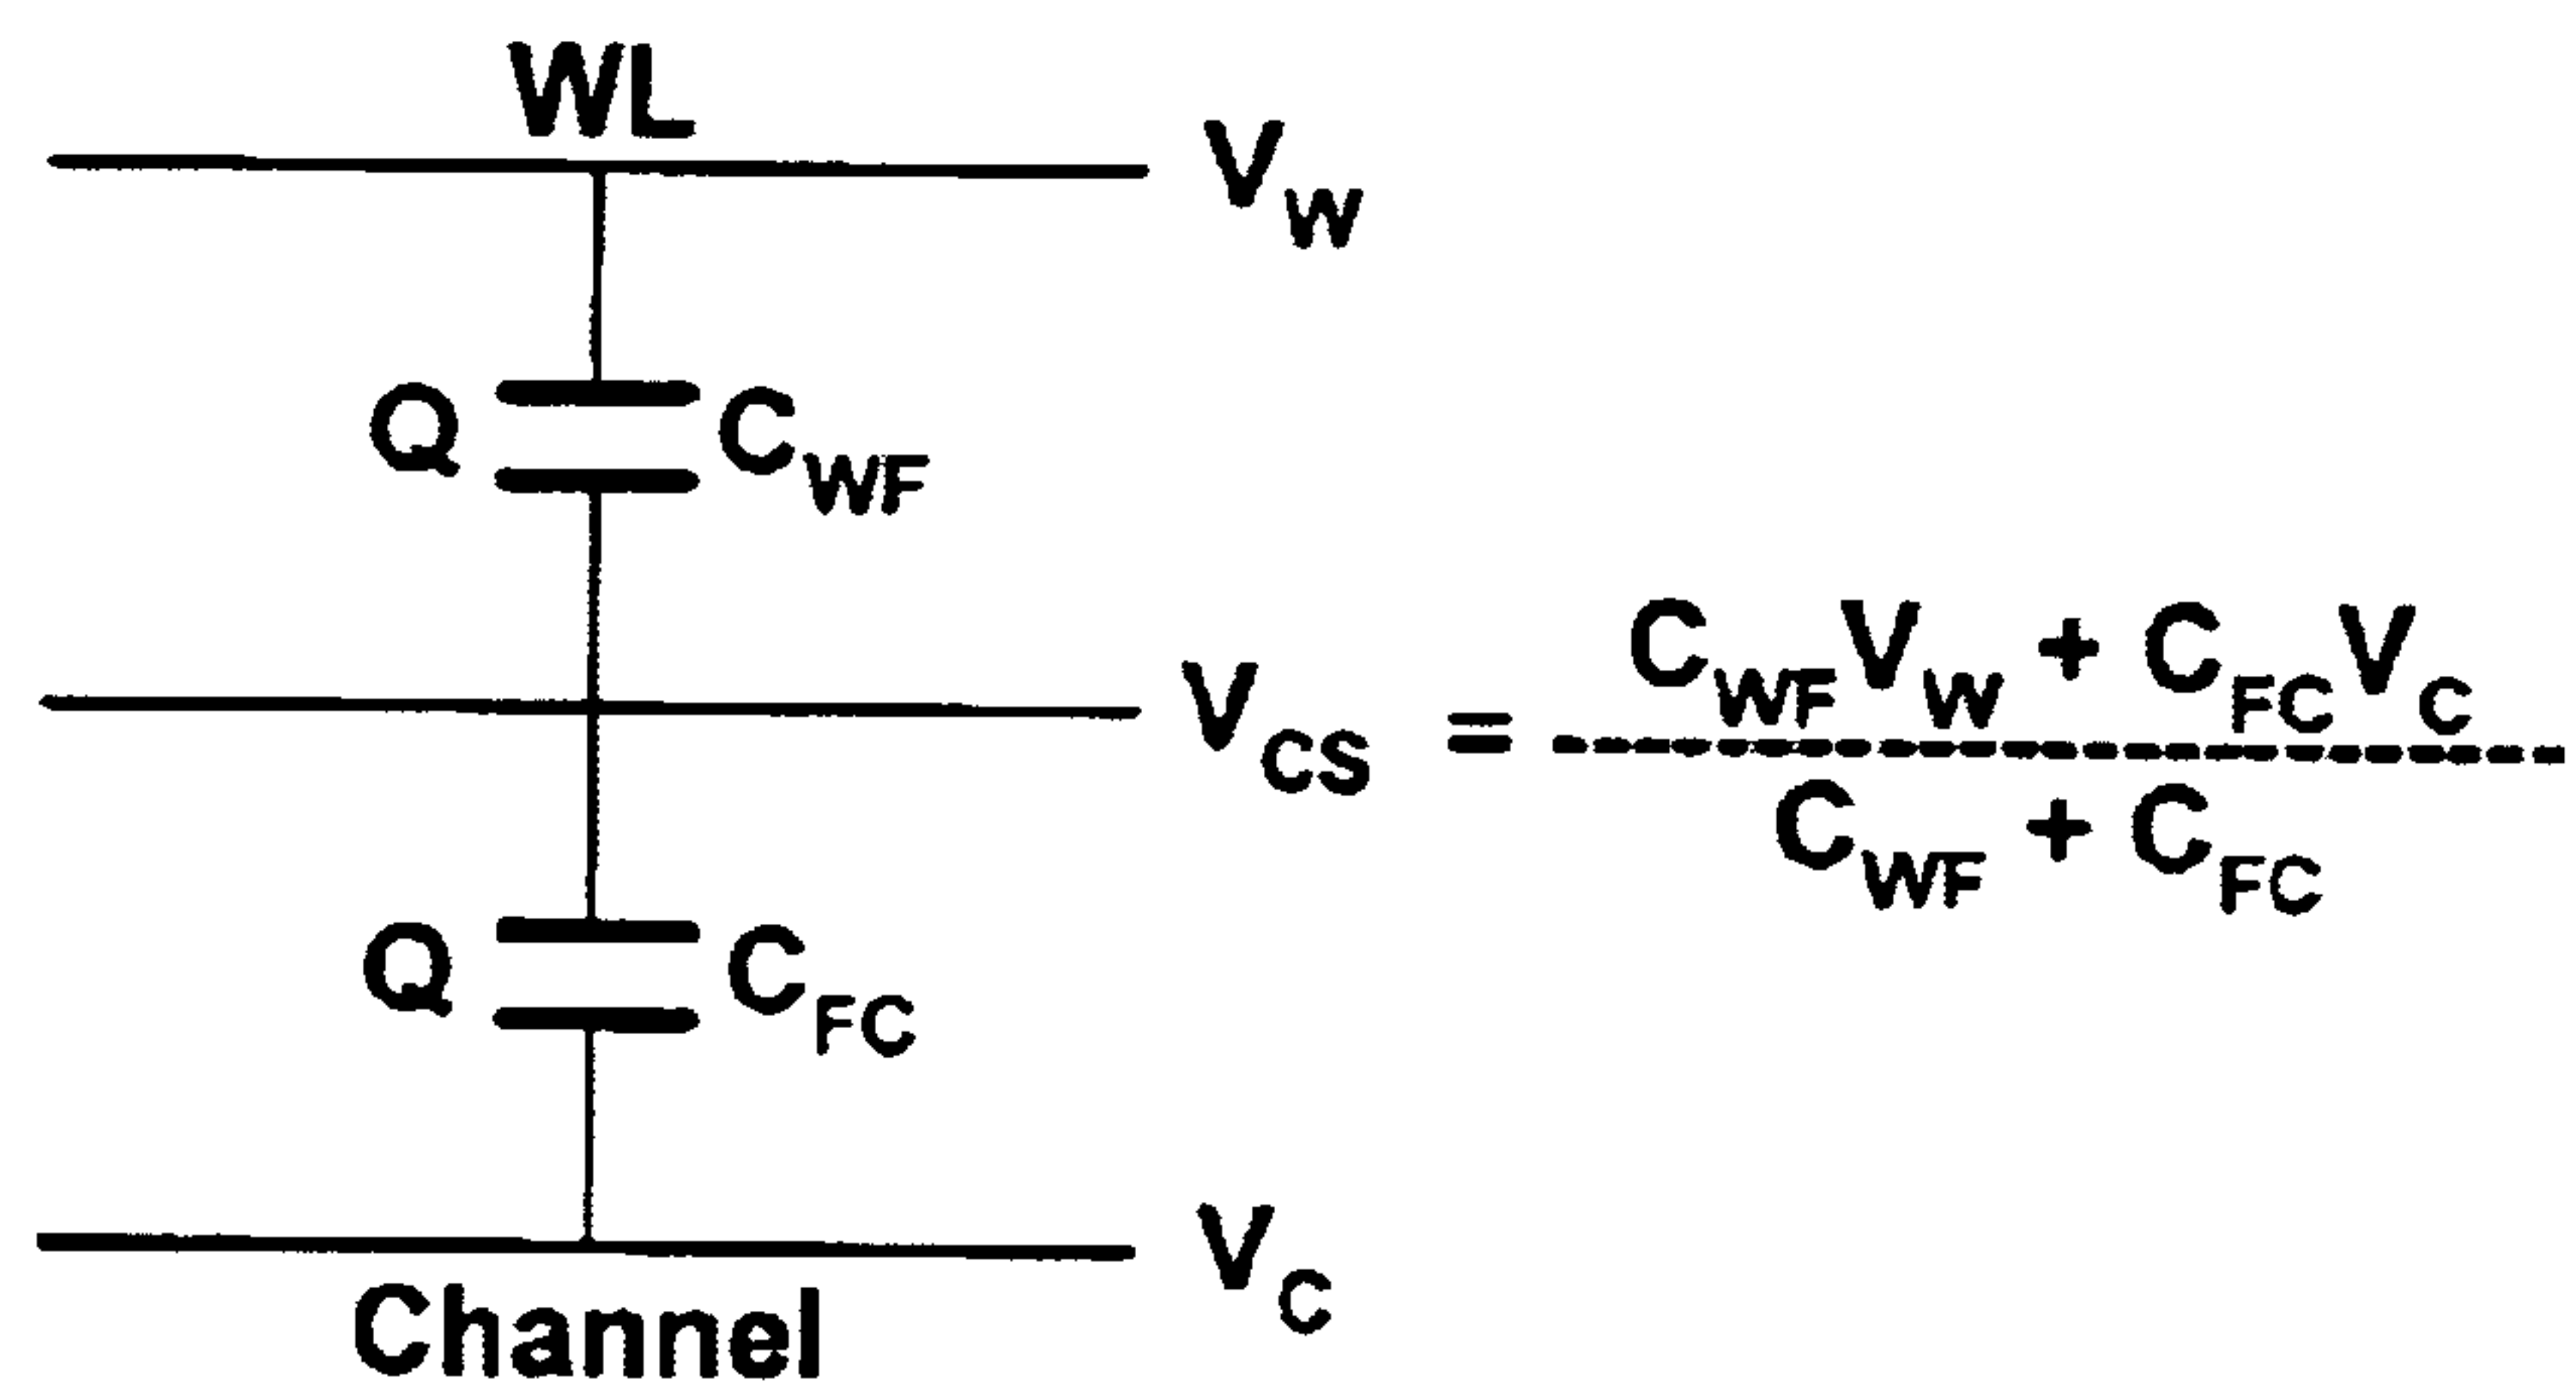 WL
V_W
Q C_WF
V_CS = C_WF V_W + C_FC V_C
C_WF + C_FC
Q C_FC
V_C
Channel